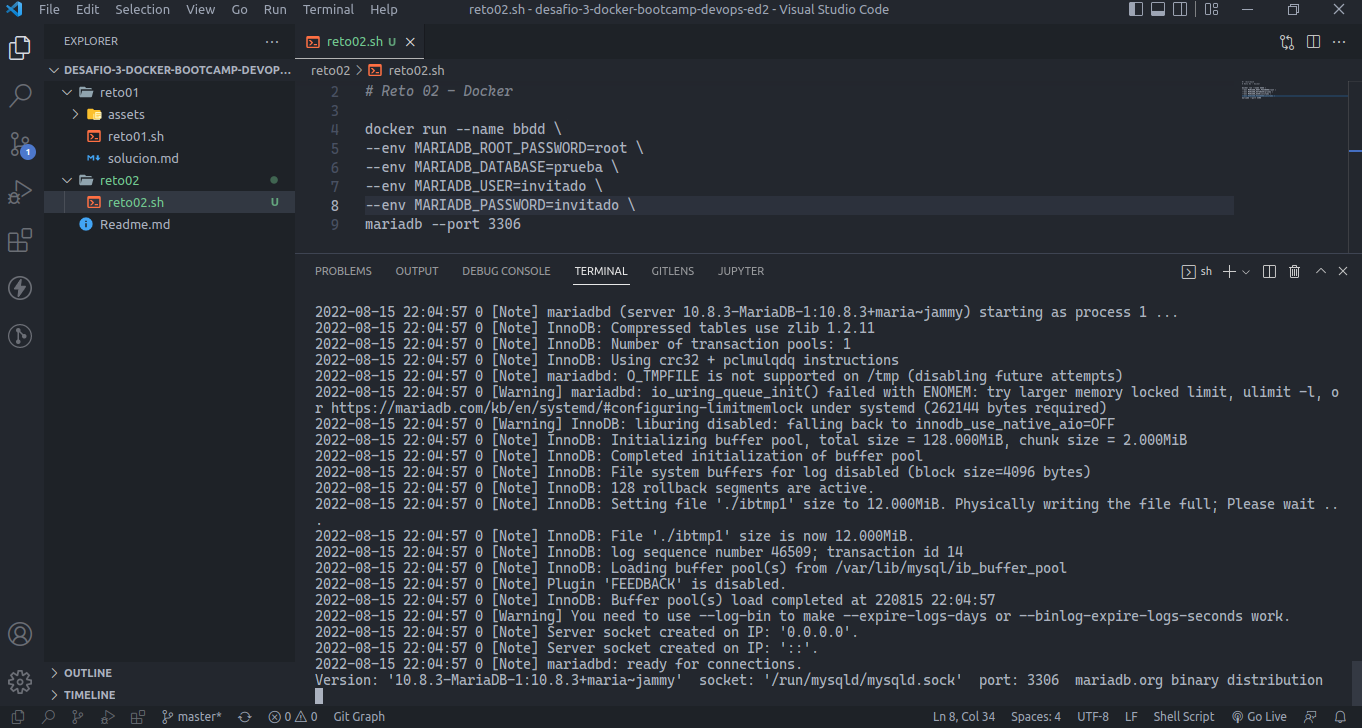 File Edit Selection View Go Run Terminal Help
reto02.sh - desafio-3-docker-bootcamp-devops-ed2 - Visual Studio Code
EXPLORER
DESAFIO-3-DOCKER-BOOTCAMP-DEVOP...
reto01
assets
reto01.sh
solucion.md
reto02
reto02.sh U
Readme.md
1
OUTLINE
TIMELINE
reto02.sh U
reto02 > reto02.sh
2 # Reto 02 - Docker
3
4 docker run --name bbdd \
5 --env MARIADB_ROOT_PASSWORD=root \
6 --env MARIADB_DATABASE=prueba \
7 --env MARIADB_USER=invitado \
8 --env MARIADB_PASSWORD=invitado \
9 mariadb --port 3306
PROBLEMS OUTPUT DEBUG CONSOLE TERMINAL GITLENS JUPYTER
sh
2022-08-15 22:04:57 0 [Note] mariadbd (server 10.8.3-MariaDB-1:10.8.3+maria~jammy) starting as process 1 ...
2022-08-15 22:04:57 0 [Note] InnoDB: Compressed tables use zlib 1.2.11
2022-08-15 22:04:57 0 [Note] InnoDB: Number of transaction pools: 1
2022-08-15 22:04:57 0 [Note] InnoDB: Using crc32 + pclmulqdq instructions
2022-08-15 22:04:57 0 [Note] mariadbd: O_TMPFILE is not supported on /tmp (disabling future attempts)
2022-08-15 22:04:57 0 [Warning] mariadbd: io_uring_queue_init() failed with ENOMEM: try larger memory locked limit, ulimit -l, o
r https://mariadb.com/kb/en/systemd/#configuring-limitmemlock under systemd (262144 bytes required)
2022-08-15 22:04:57 0 [Warning] InnoDB: liburing disabled: falling back to innodb_use_native_aio=OFF
2022-08-15 22:04:57 0 [Note] InnoDB: Initializing buffer pool, total size = 128.000MiB, chunk size = 2.000MiB
2022-08-15 22:04:57 0 [Note] InnoDB: Completed initialization of buffer pool
2022-08-15 22:04:57 0 [Note] InnoDB: File system buffers for log disabled (block size=4096 bytes)
2022-08-15 22:04:57 0 [Note] InnoDB: 128 rollback segments are active.
2022-08-15 22:04:57 0 [Note] InnoDB: Setting file './ibtmp1' size to 12.000MiB. Physically writing the file full; Please wait ..
.
2022-08-15 22:04:57 0 [Note] InnoDB: File './ibtmp1' size is now 12.000MiB.
2022-08-15 22:04:57 0 [Note] InnoDB: log sequence number 46509; transaction id 14
2022-08-15 22:04:57 0 [Note] InnoDB: Loading buffer pool(s) from /var/lib/mysql/ib_buffer_pool
2022-08-15 22:04:57 0 [Note] Plugin 'FEEDBACK' is disabled.
2022-08-15 22:04:57 0 [Note] InnoDB: Buffer pool(s) load completed at 220815 22:04:57
2022-08-15 22:04:57 0 [Warning] You need to use --log-bin to make --expire-logs-days or --binlog-expire-logs-seconds work.
2022-08-15 22:04:57 0 [Note] Server socket created on IP: '0.0.0.0'.
2022-08-15 22:04:57 0 [Note] Server socket created on IP: '::'.
2022-08-15 22:04:57 0 [Note] mariadbd: ready for connections.
Version: '10.8.3-MariaDB-1:10.8.3+maria~jammy'  socket: '/run/mysqld/mysqld.sock'  port: 3306  mariadb.org binary distribution
master* 0 0 Git Graph Ln 8, Col 34 Spaces: 4 UTF-8 LF Shell Script Go Live